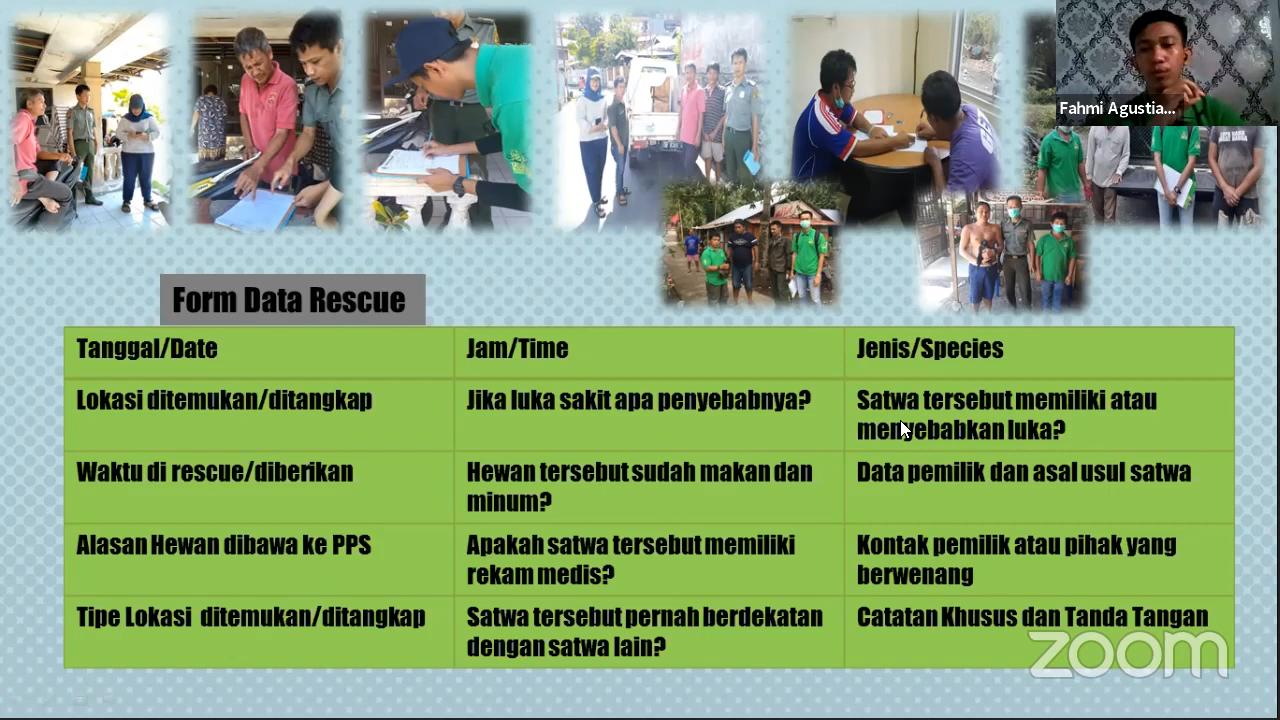 Fahmi Agustia...
Form Data Rescue
Tanggal/Date
Jam/Time
Jenis/Species
Lokasi ditemukan/ditangkap
Jika luka sakit apa penyebabnya?
Satwa tersebut memiliki atau
menyebabkan luka?
Waktu di rescue/diberikan
Hewan tersebut sudah makan dan
minum?
Data pemilik dan asal usul satwa
Alasan Hewan dibawa ke PPS
Apakah satwa tersebut memiliki
rekam medis?
Kontak pemilik atau pihak yang
berwenang
Tipe Lokasi ditemukan/ditangkap
Satwa tersebut pernah berdekatan
dengan satwa lain?
Catatan Khusus dan Tanda Tangan
zoom